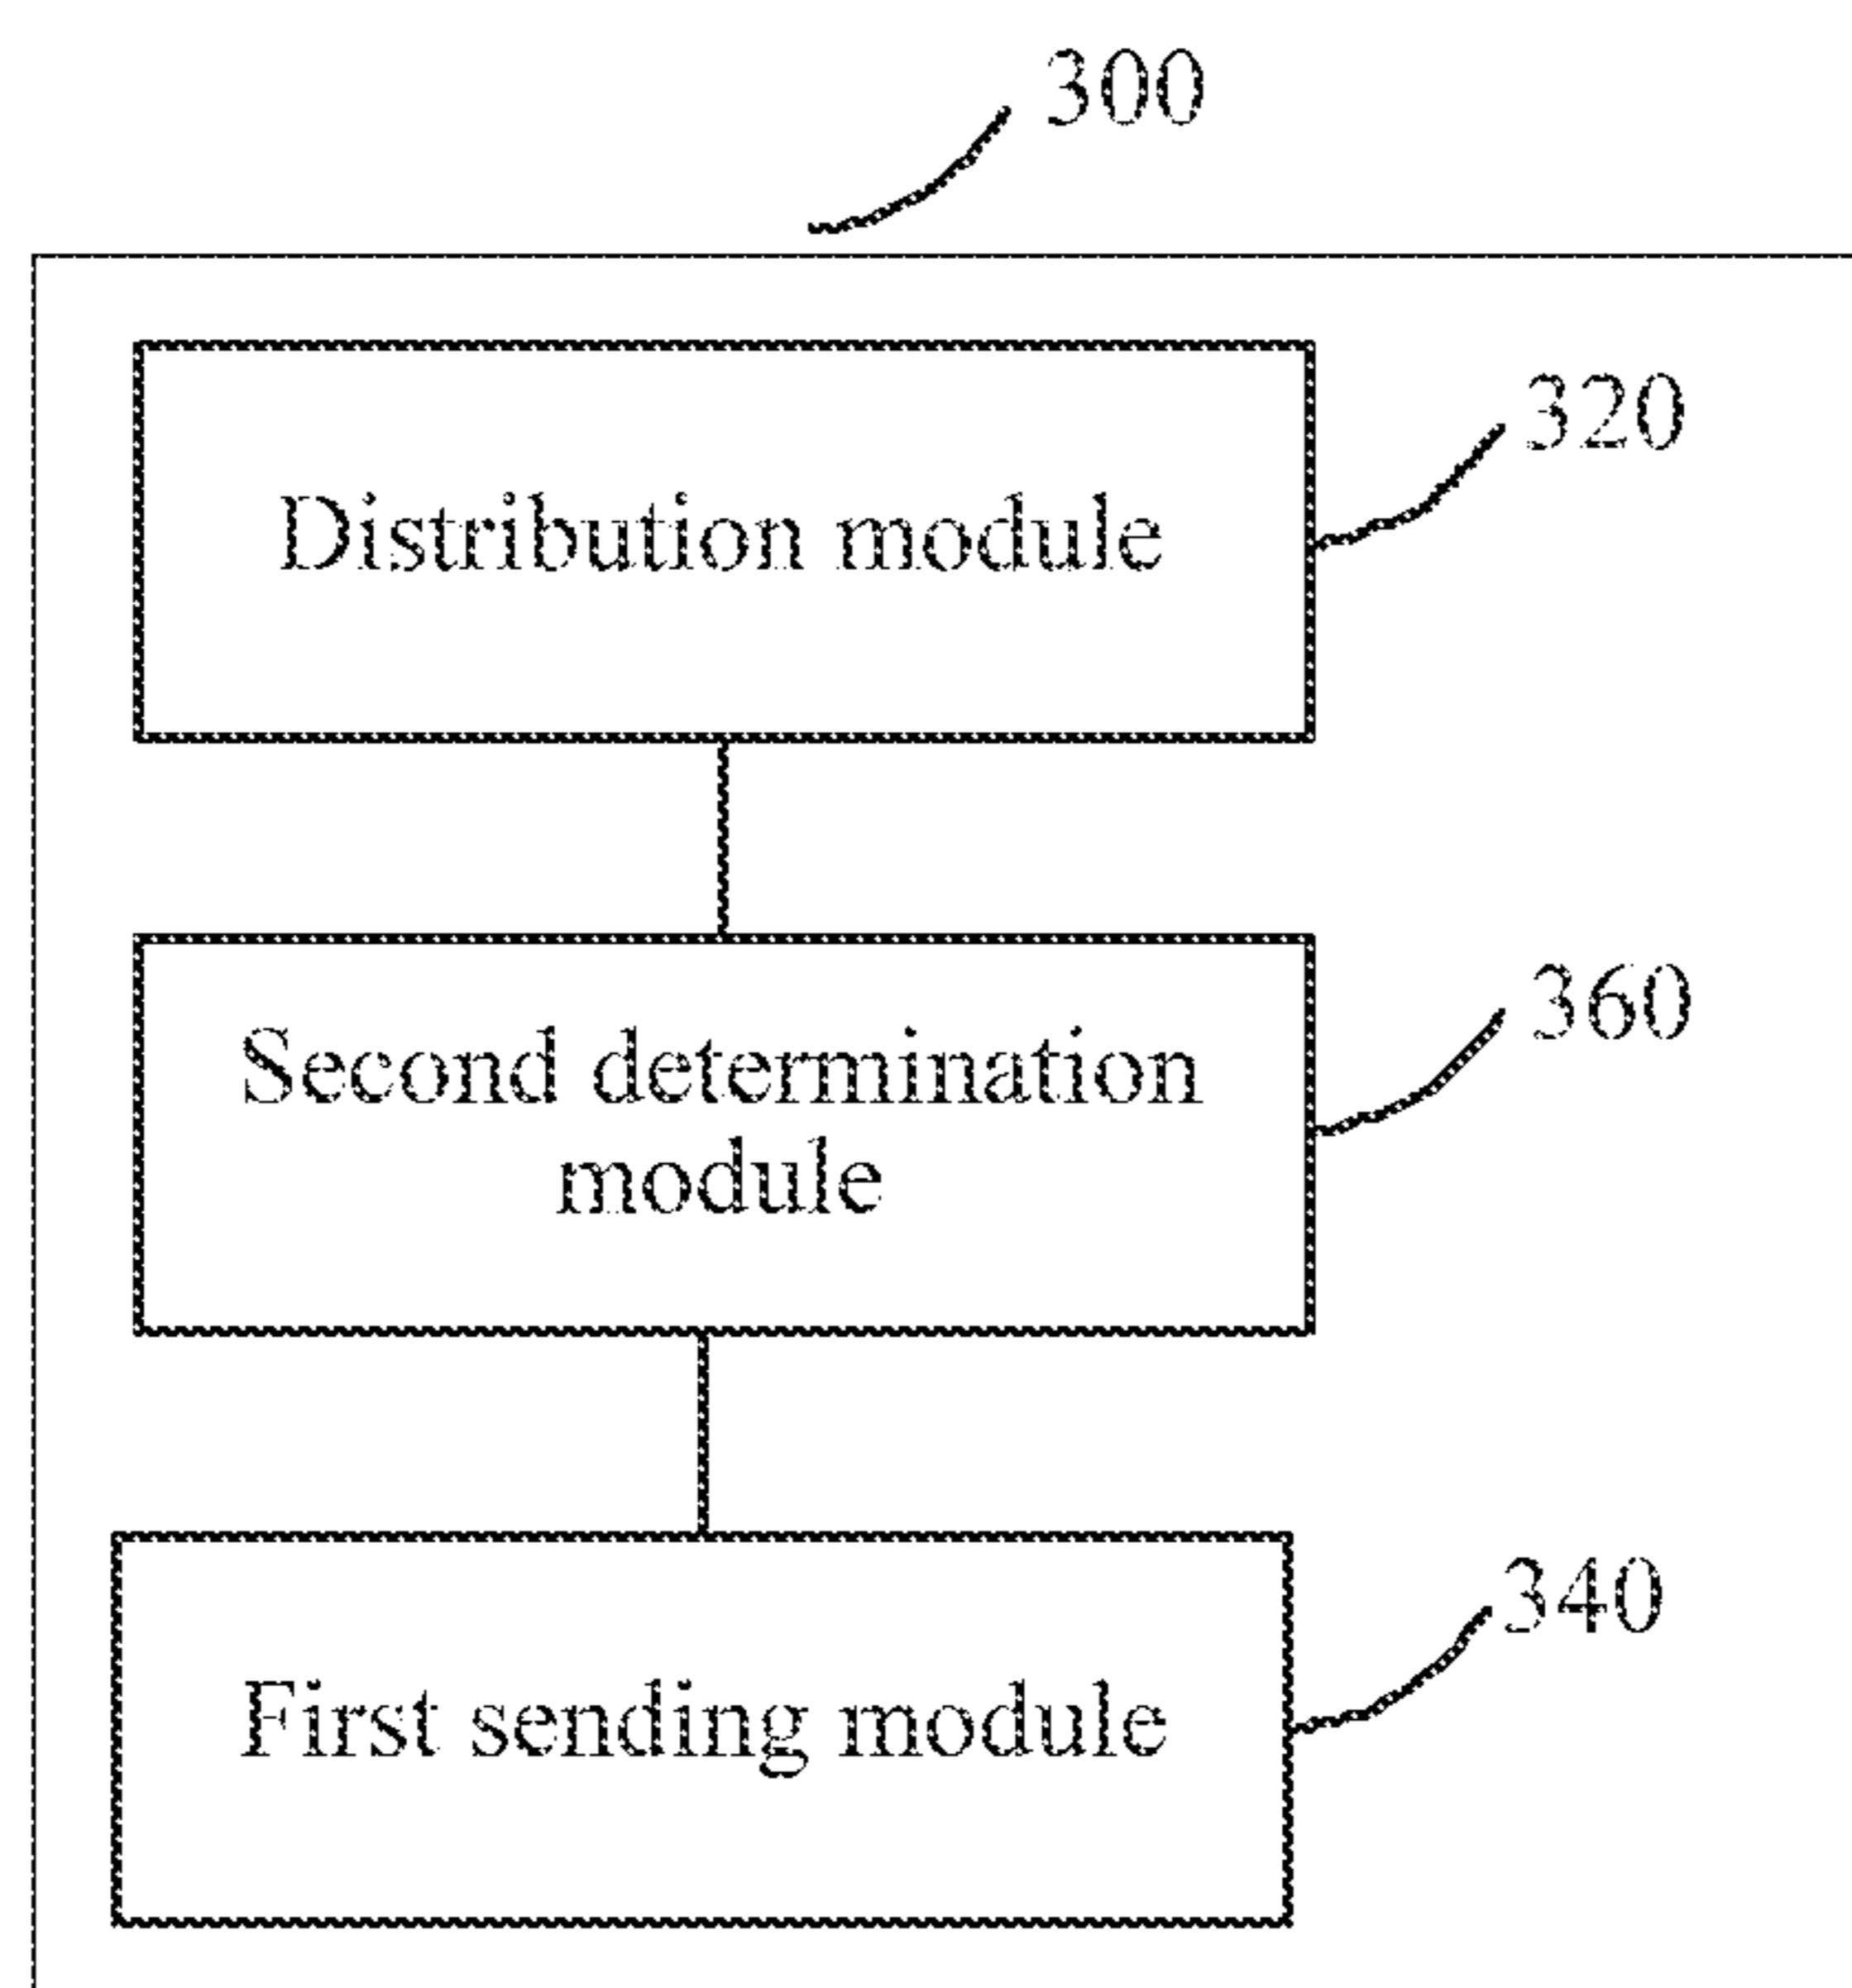 300
Distribution module
320
Second determination
module
360
First sending module
340